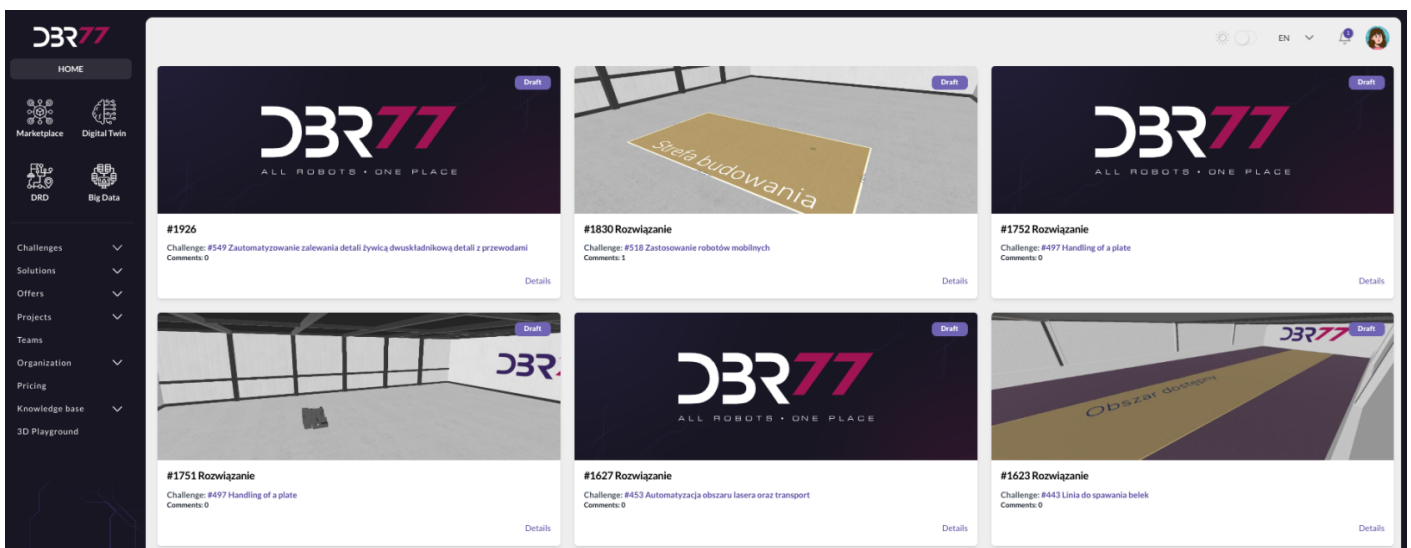 DBR77
HOME
Marketplace
Digital Twin
DRD
Big Data
Challenges
Solutions
Offers
Projects
Teams
Organization
Pricing
Knowledge base
3D Playground
EN
1
Draft
DBR77
ALL ROBOTS • ONE PLACE
#1926
Challenge: #549 Zautomatyzowanie zalewania detali żywicą dwuskładnikową detali z przewodami
Comments: 0
Details
Draft
Strefa budowania
#1830 Rozwiązanie
Challenge: #518 Zastosowanie robotów mobilnych
Comments: 1
Details
Draft
DBR77
ALL ROBOTS • ONE PLACE
#1752 Rozwiązanie
Challenge: #497 Handling of a plate
Comments: 0
Details
Draft
DBR
#1751 Rozwiązanie
Challenge: #497 Handling of a plate
Comments: 0
Details
Draft
DBR77
ALL ROBOTS • ONE PLACE
#1627 Rozwiązanie
Challenge: #453 Automatyzacja obszaru lasera oraz transport
Comments: 0
Details
DBR77
Draft
Obszar dostępny
#1623 Rozwiązanie
Challenge: #443 Linia do spawania belek
Comments: 0
Details